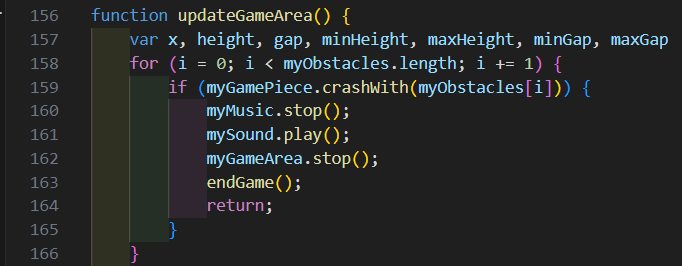 156 function updateGameArea() {
157 var x, height, gap, minHeight, maxHeight, minGap, maxGap
158 for (i = 0; i < myObstacles.length; i += 1) {
159 if (myGamePiece.crashWith(myObstacles[i])) {
160 myMusic.stop();
161 mySound.play();
162 myGameArea.stop();
163 endGame();
164 return;
165 }
166 }